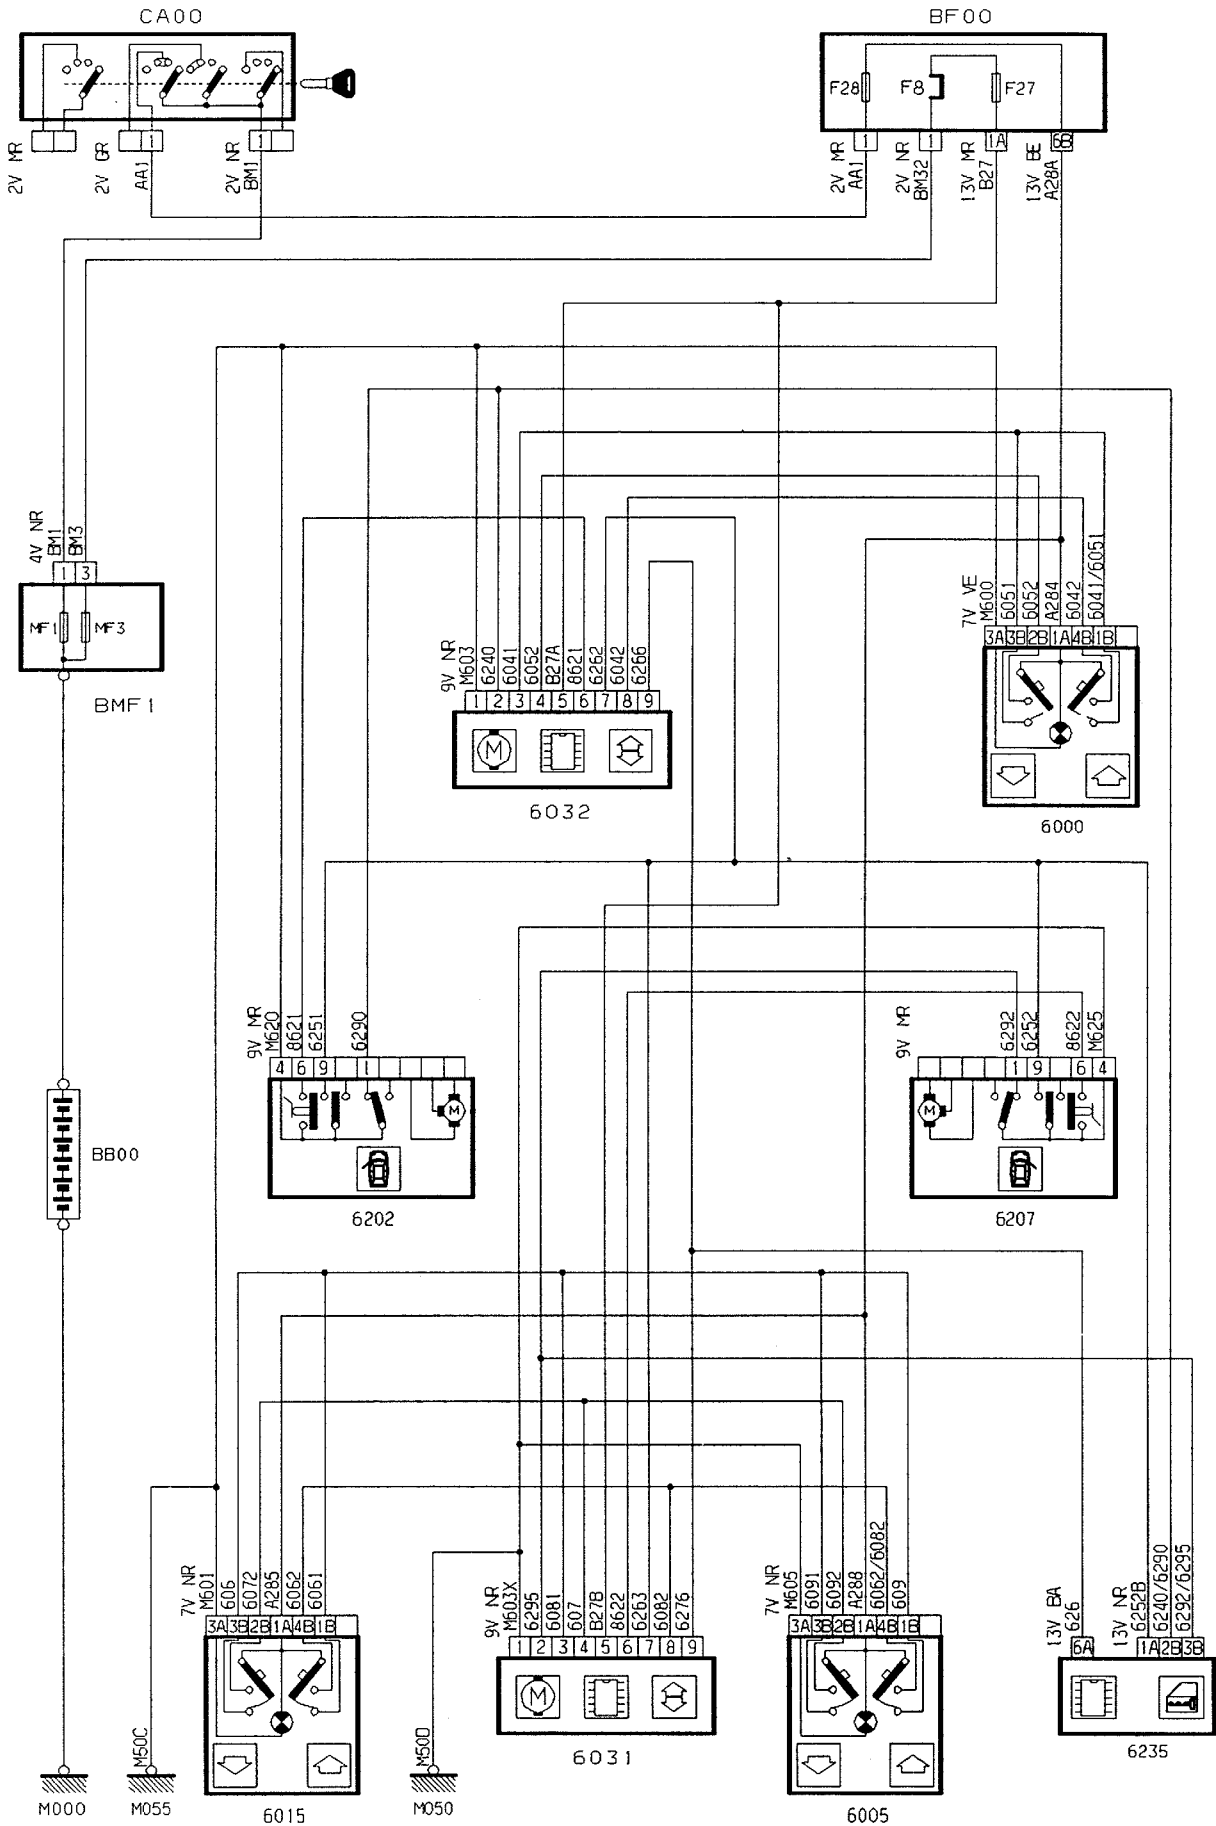 CA00
BF00
F28
F8
F27
1
1
1
1
1A
6B
2V MR
2V GR
AA1
2V NR
BM1
2V MR
AA1
2V NR
BM32
13V MR
B27
13V BE
A28A
4V NR
BM1
BM3
1
3
MF1
MF3
BMF1
7V VE
M600
6051
6052
A284
6042
6041/6051
3A
3B
2B
1A
4B
1B
6000
9V NR
M603
6240
6041
6052
B27A
8621
6262
6042
6266
1
2
3
4
5
6
7
8
9
M
6032
9V MR
M620
8621
6251
6290
4
6
9
1
M
6202
9V MR
6292
6252
8622
M625
1
9
6
4
M
6207
BB00
7V NR
M601
606
6072
A285
6062
6061
3A
3B
2B
1A
4B
1B
6015
9V NR
M603X
6295
6081
607
B27B
8622
6263
6082
6276
1
2
3
4
5
6
7
8
9
M
6031
7V NR
M605
6091
6092
A288
6062/6082
609
3A
3B
2B
1A
4B
1B
6005
13V BA
626
13V NR
6252B
6240/6290
6292/6295
6A
1A
2B
3B
6235
M50C
M50D
M000
M055
M050